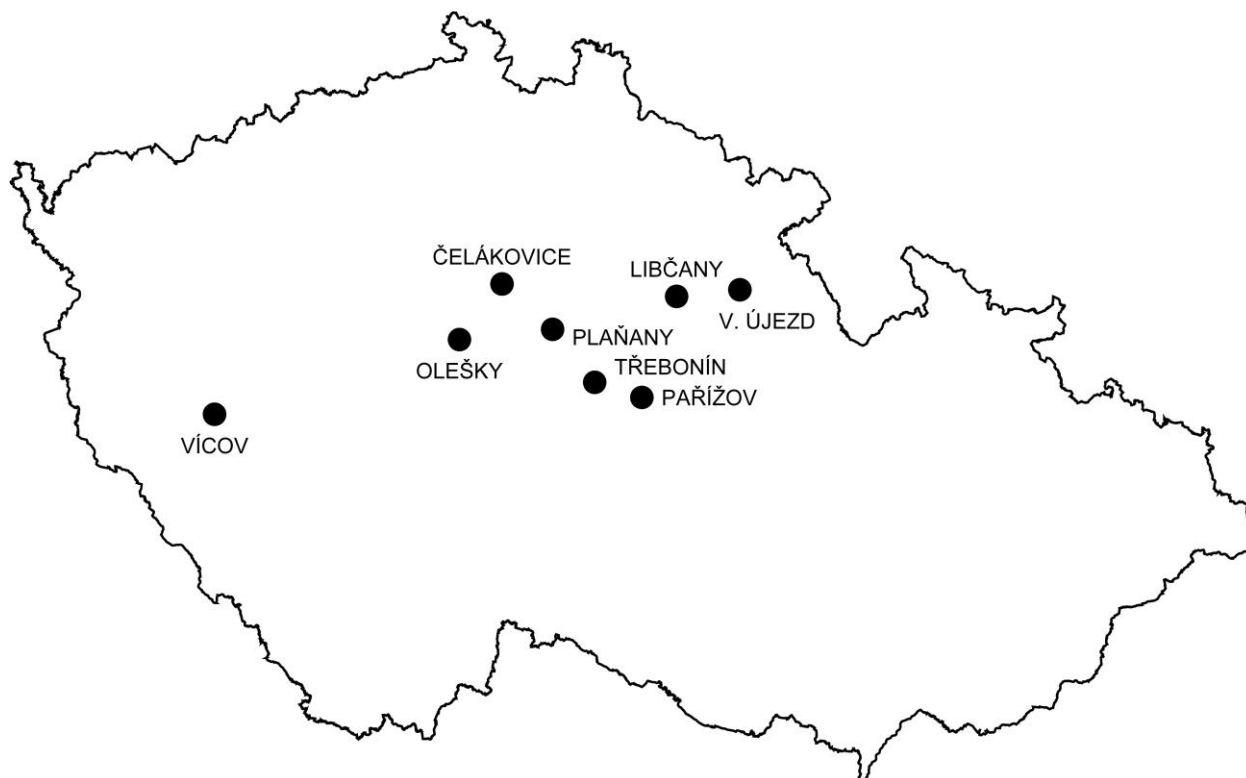 ČELÁKOVICE
LIBČANY
V. ÚJEZD
PLAŇANY
OLEŠKY
TŘEBONÍN
PAŘÍŽOV
VÍCOV